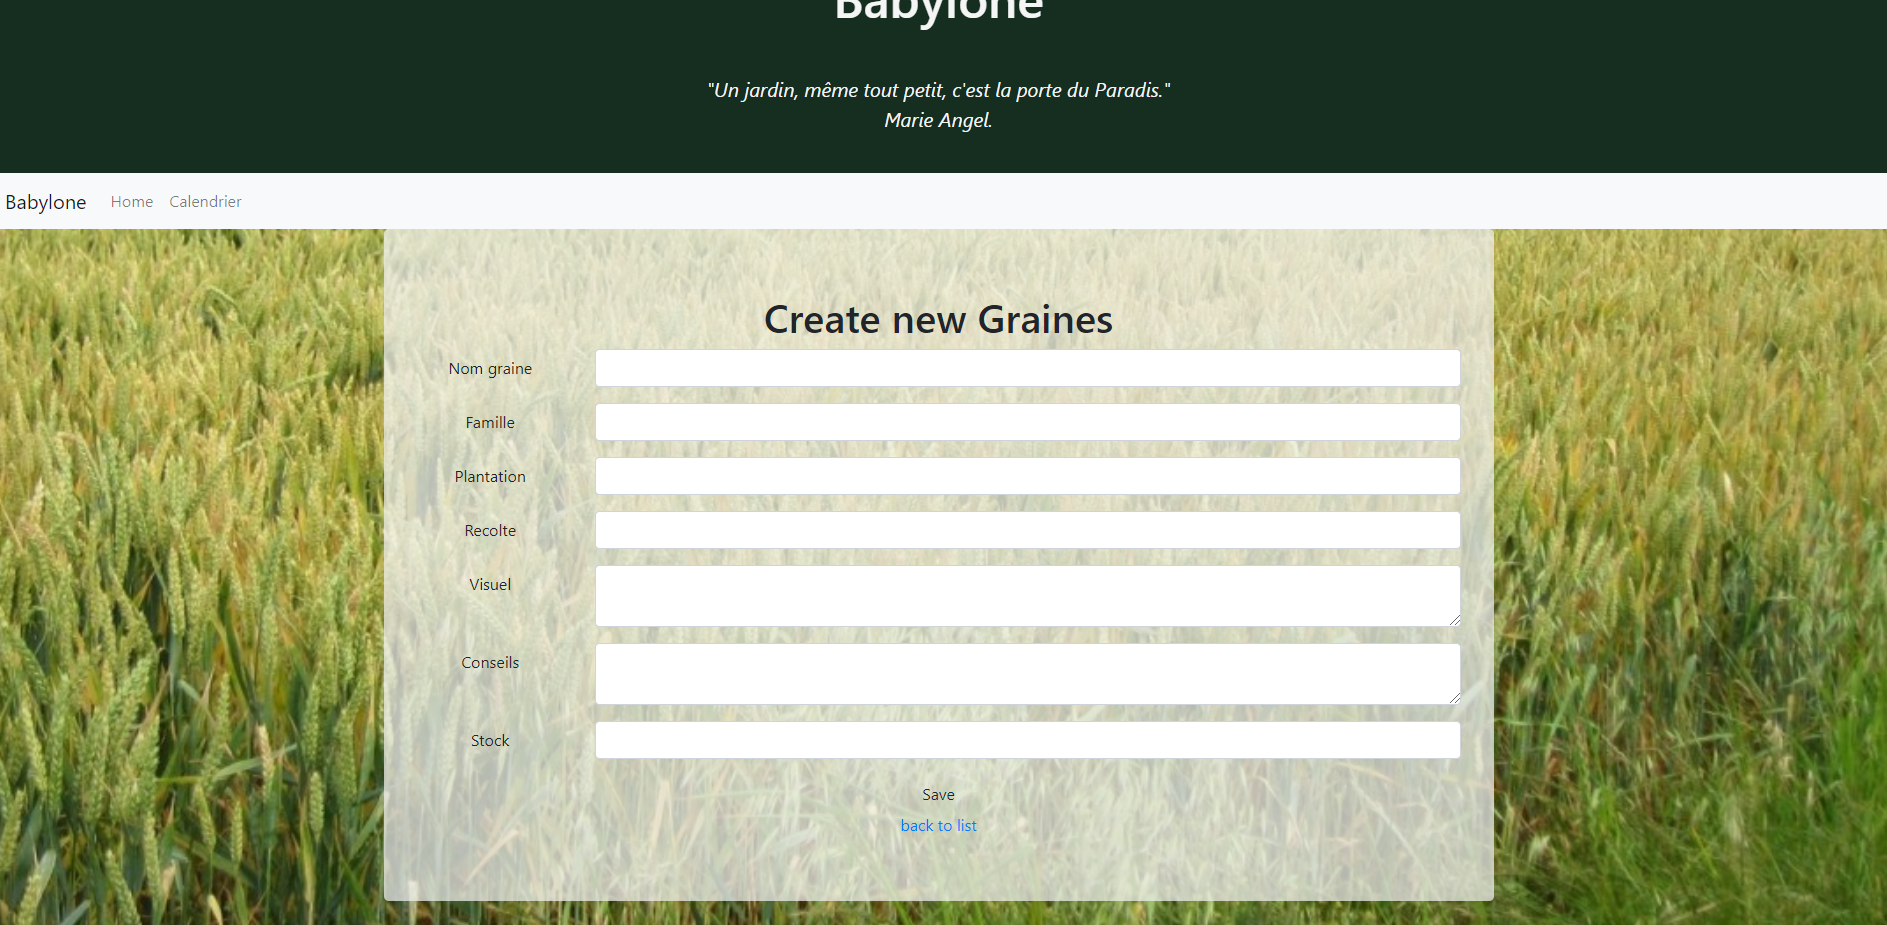 Babylone
"Un jardin, même tout petit, c'est la porte du Paradis."
Marie Angel.
Babylone Home Calendrier
Create new Graines
Nom graine
Famille
Plantation
Recolte
Visuel
Conseils
Stock
Save
back to list